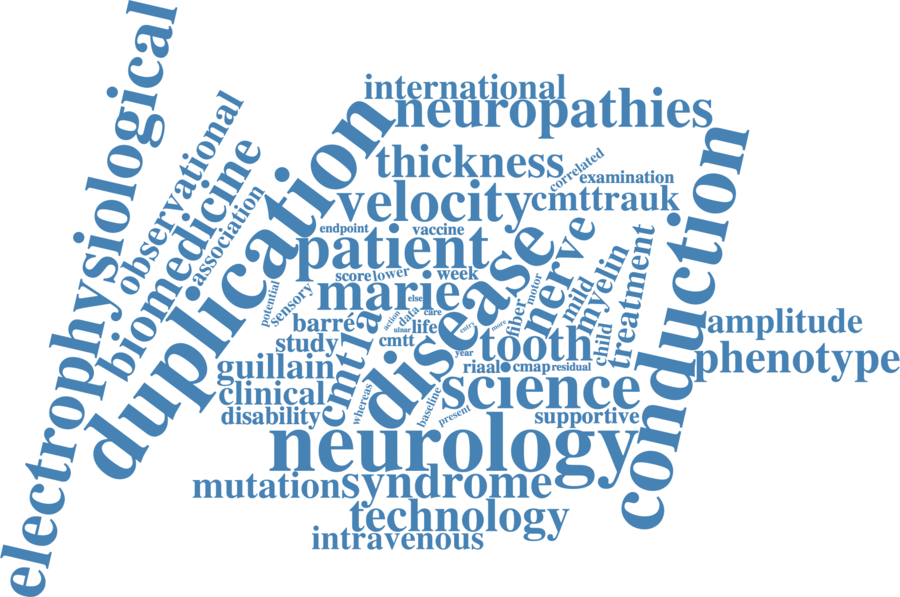 electrophysiological
international
neuropathies
duplication
observational
biomedicine
association
thickness
correlated
examination
conduction
velocity
cmttrauk
endpoint
vaccine
patient
disease
nerve
score
lower
week
marie
else
myelin
mild
treatment
motor
fiber
child
potential
sensory
cmt1a
action
data
care
barré
ulnar
life
entry
more
study
cmtt
year
tooth
amplitude
phenotype
guillain
riaal
cmap
residual
clinical
science
disability
whereas
baseline
present
supportive
neurology
mutation
syndrome
technology
intravenous